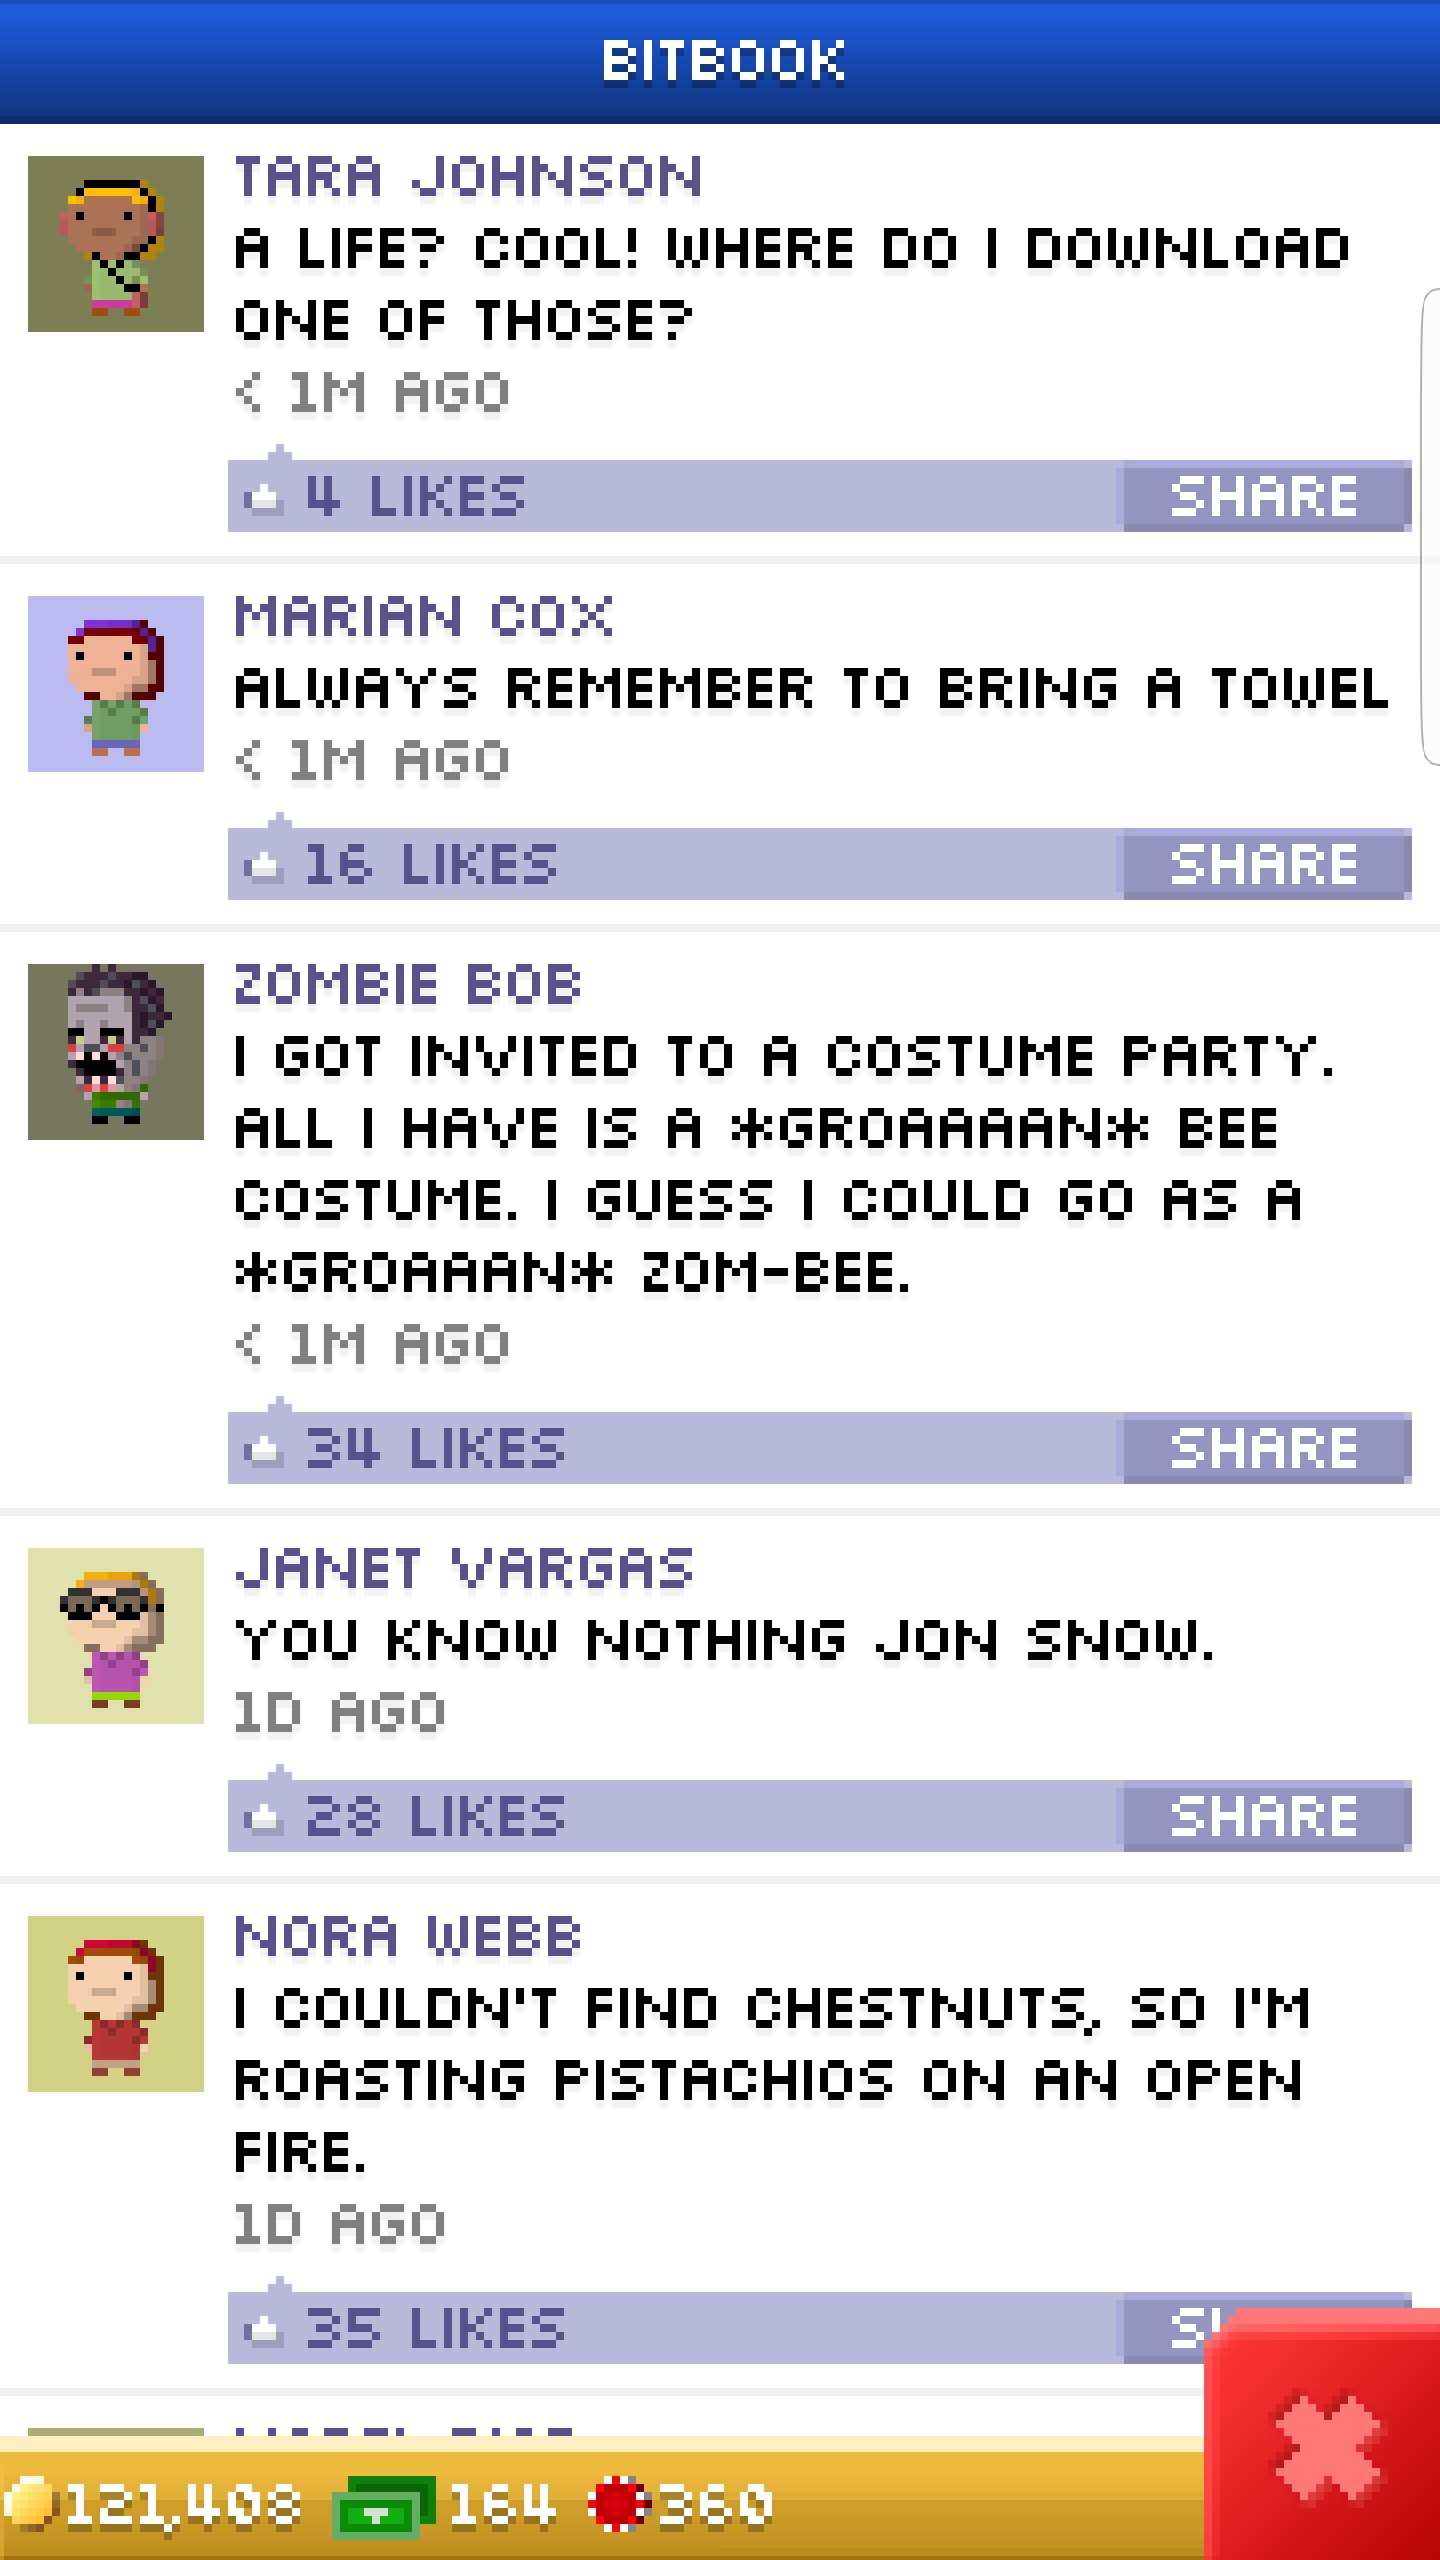 BITBOOK
TARA JOHNSON
A LIFE? COOL! WHERE DO I DOWNLOAD
ONE OF THOSE?
< 1M AGO
4 LIKES SHARE
MARIAN COX
ALWAYS REMEMBER TO BRING A TOWEL
< 1M AGO
16 LIKES SHARE
ZOMBIE BOB
I GOT INVITED TO A COSTUME PARTY.
ALL I HAVE IS A *GROAAAAN* BEE
COSTUME. I GUESS I COULD GO AS A
*GROAAAN* ZOM-BEE.
< 1M AGO
34 LIKES SHARE
JANET VARGAS
YOU KNOW NOTHING JON SNOW.
1D AGO
28 LIKES SHARE
NORA WEBB
I COULDN'T FIND CHESTNUTS, SO I'M
ROASTING PISTACHIOS ON AN OPEN
FIRE.
1D AGO
35 LIKES
121,408 164 360